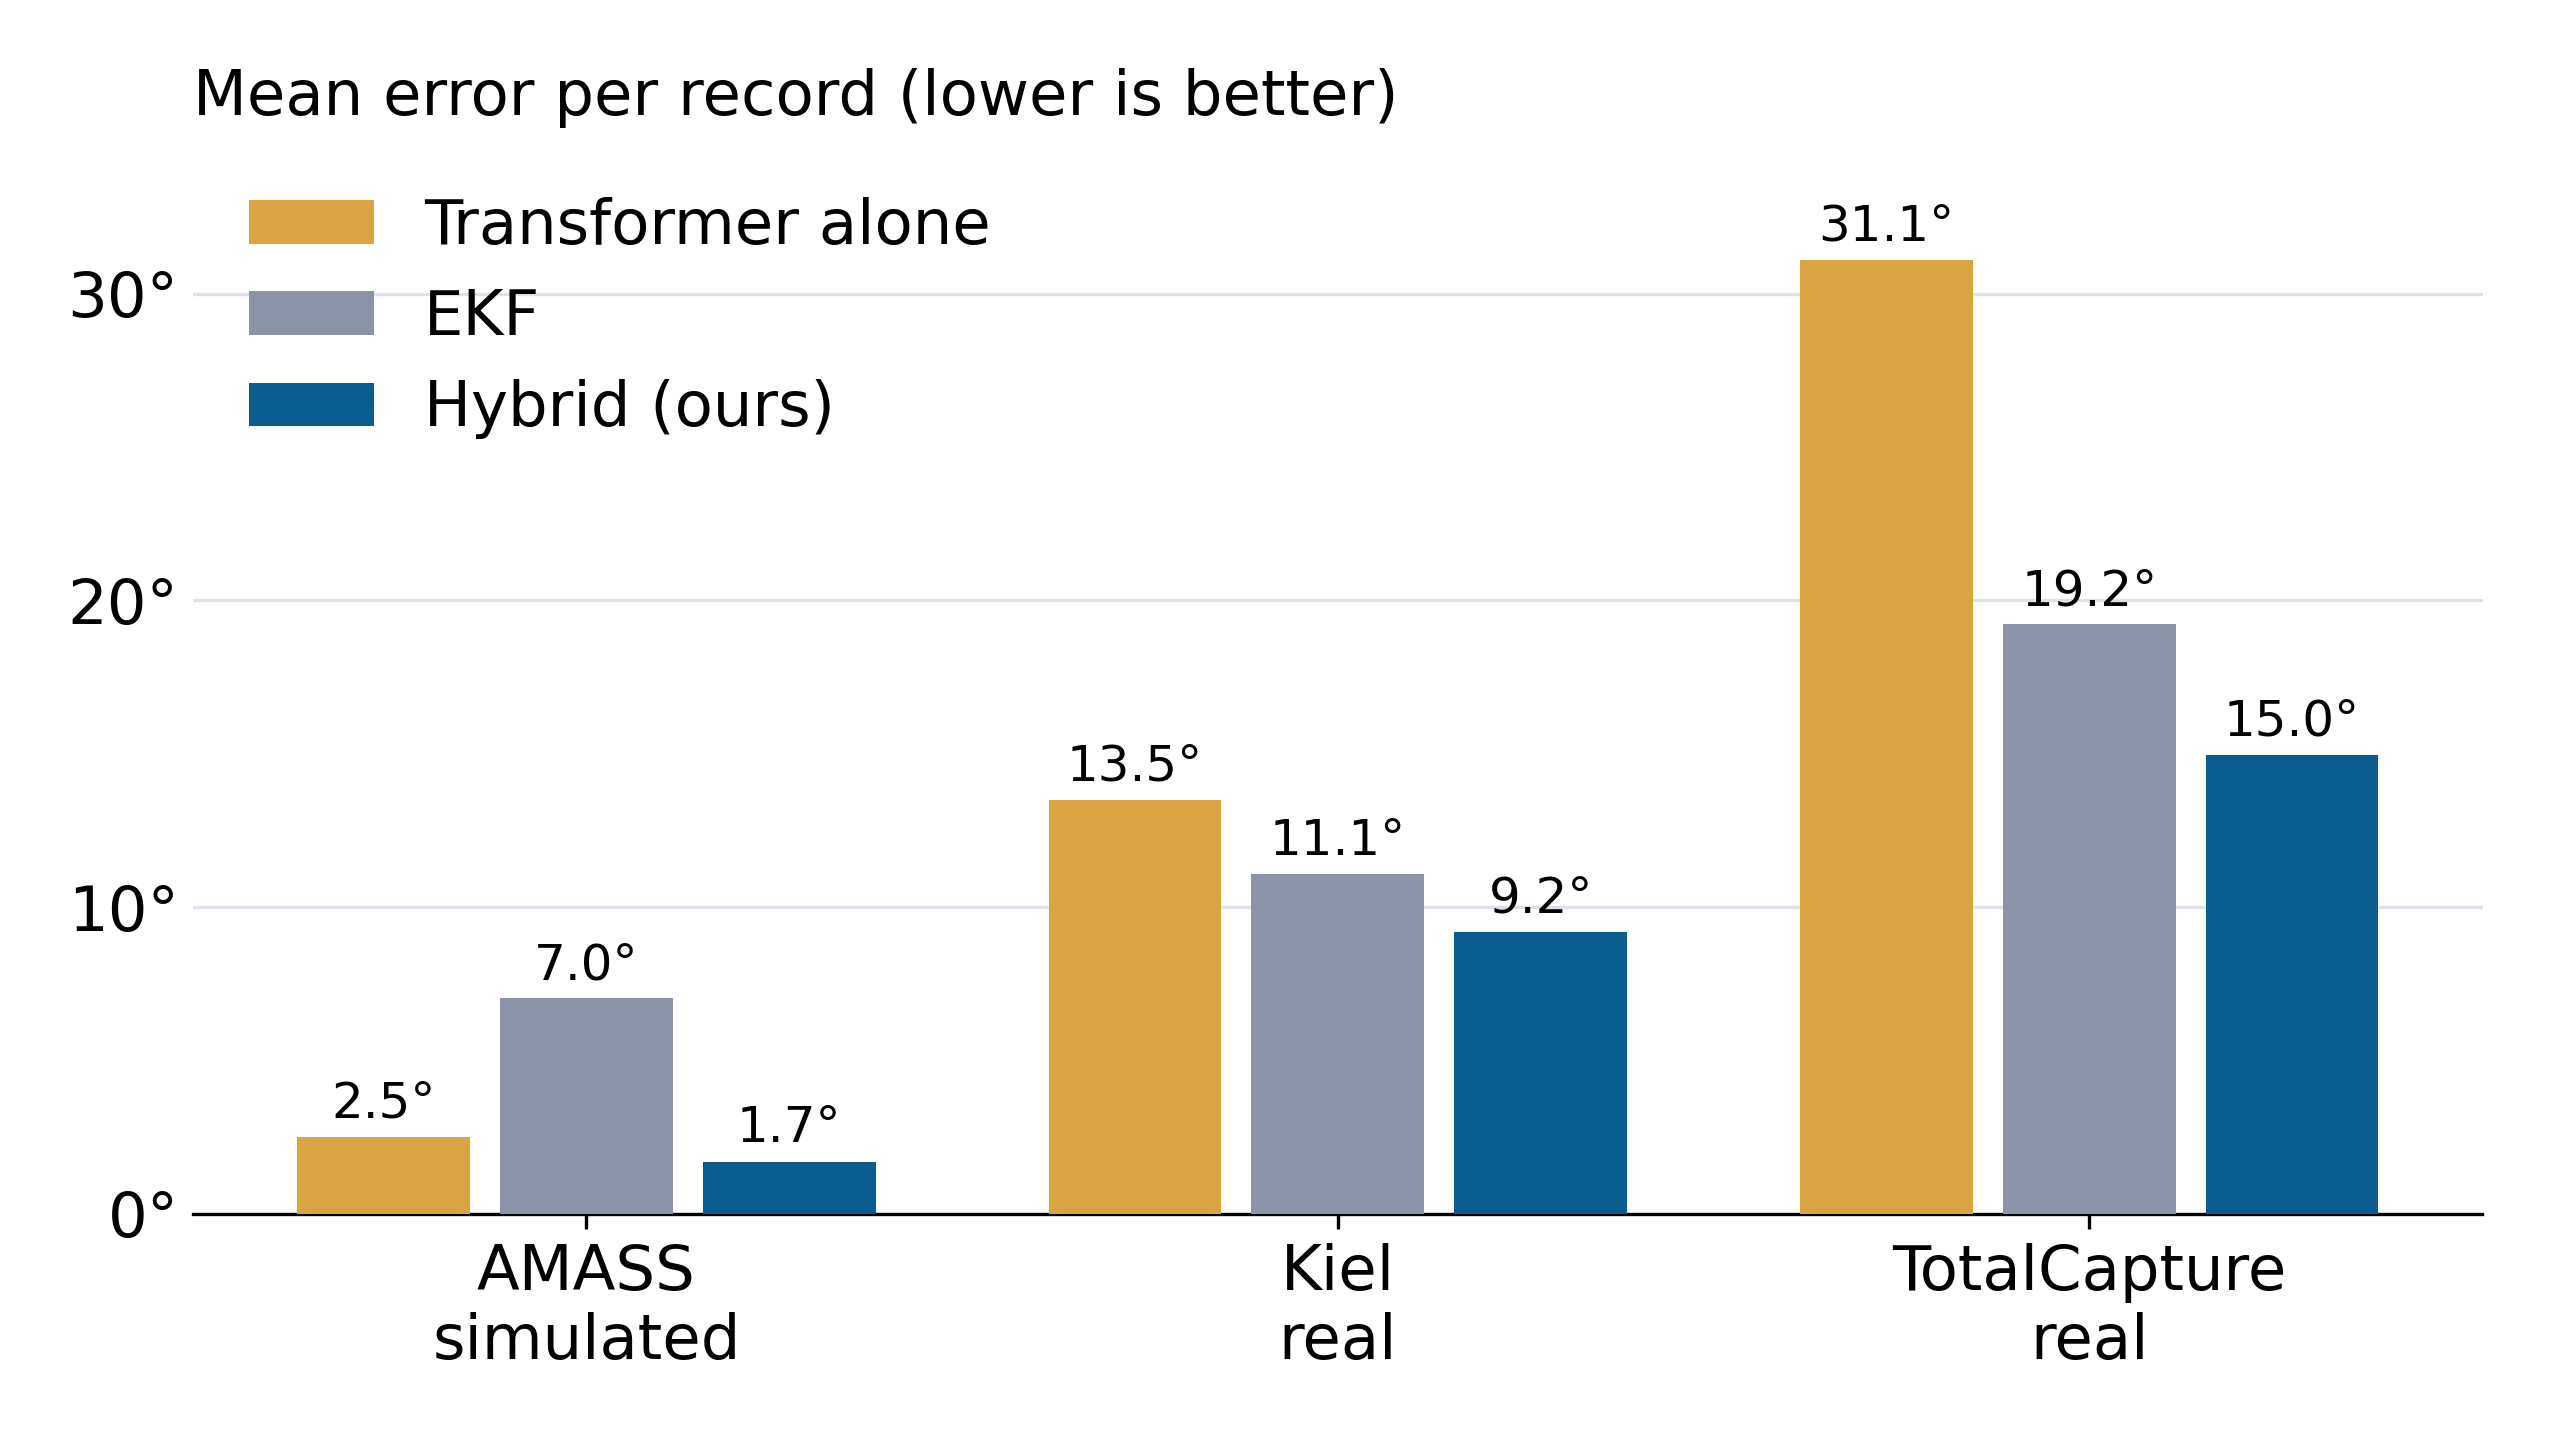 Mean error per record (lower is better)
Transformer alone
EKF
Hybrid (ours)
30°
20°
10°
0°
2.5°
7.0°
1.7°
13.5°
11.1°
9.2°
31.1°
19.2°
15.0°
AMASS
simulated
Kiel
real
TotalCapture
real